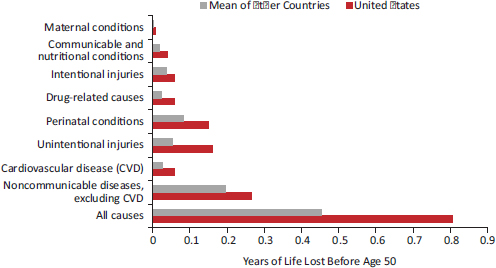 Mean of Countries United States
Maternal conditions
Communicable and
nutritional conditions
Intentional injuries
Drug-related causes
Perinatal conditions
Unintentional injuries
Cardiovascular disease (CVD)
Noncommunicable diseases,
excluding CVD
All causes
0 0.1 0.2 0.3 0.4 0.5 0.6 0.7 0.8 0.9
Years of Life Lost Before Age 50